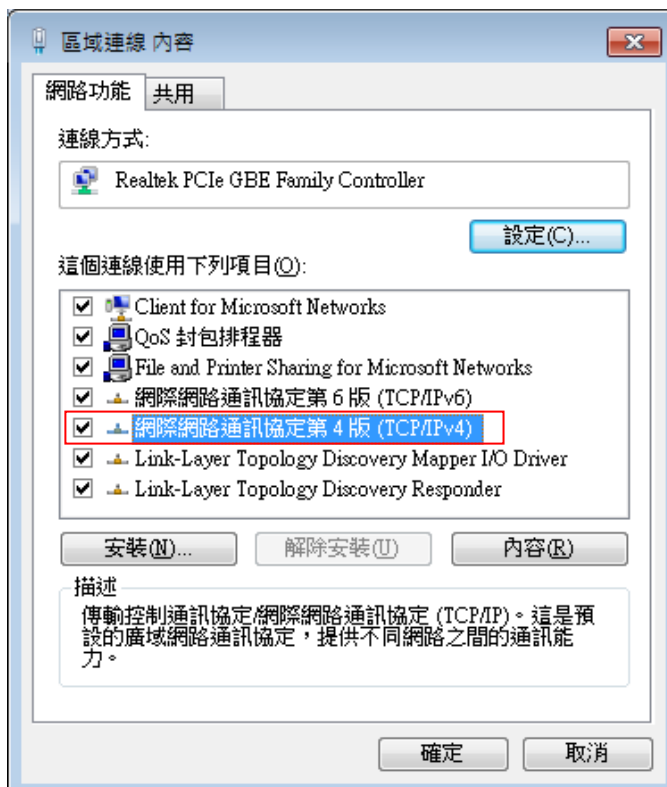 區域連線 內容
網路功能 共用
連線方式:
Realtek PCIe GBE Family Controller
設定(C)...
這個連線使用下列項目(O):
Client for Microsoft Networks
QoS 封包排程器
File and Printer Sharing for Microsoft Networks
網際網路通訊協定第 6 版 (TCP/IPv6)
網際網路通訊協定第 4 版 (TCP/IPv4)
Link-Layer Topology Discovery Mapper I/O Driver
Link-Layer Topology Discovery Responder
安裝(N)... 解除安裝(U) 內容(R)
描述
傳輸控制通訊協定/網際網路通訊協定 (TCP/IP)。這是預
設的廣域網路通訊協定，提供不同網路之間的通訊能
力。
確定 取消